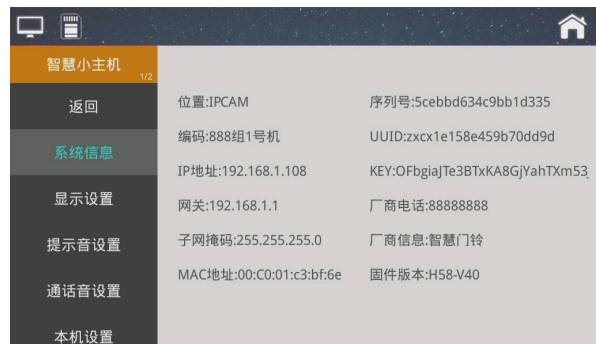 智慧小主机
1/2
返回
系统信息
显示设置
提示音设置
通话音设置
本机设置
位置:IPCAM
编码:888组1号机
IP地址:192.168.1.108
网关:192.168.1.1
子网掩码:255.255.255.0
MAC地址:00:C0:01:c3:bf:6e
序列号:5cebbd634c9bb1d335
UUID:zxcx1e158e459b70dd9d
KEY:OFbgiaJTe3BTxKA8GjYahTXm53
厂商电话:88888888
厂商信息:智慧门铃
固件版本:H58-V40